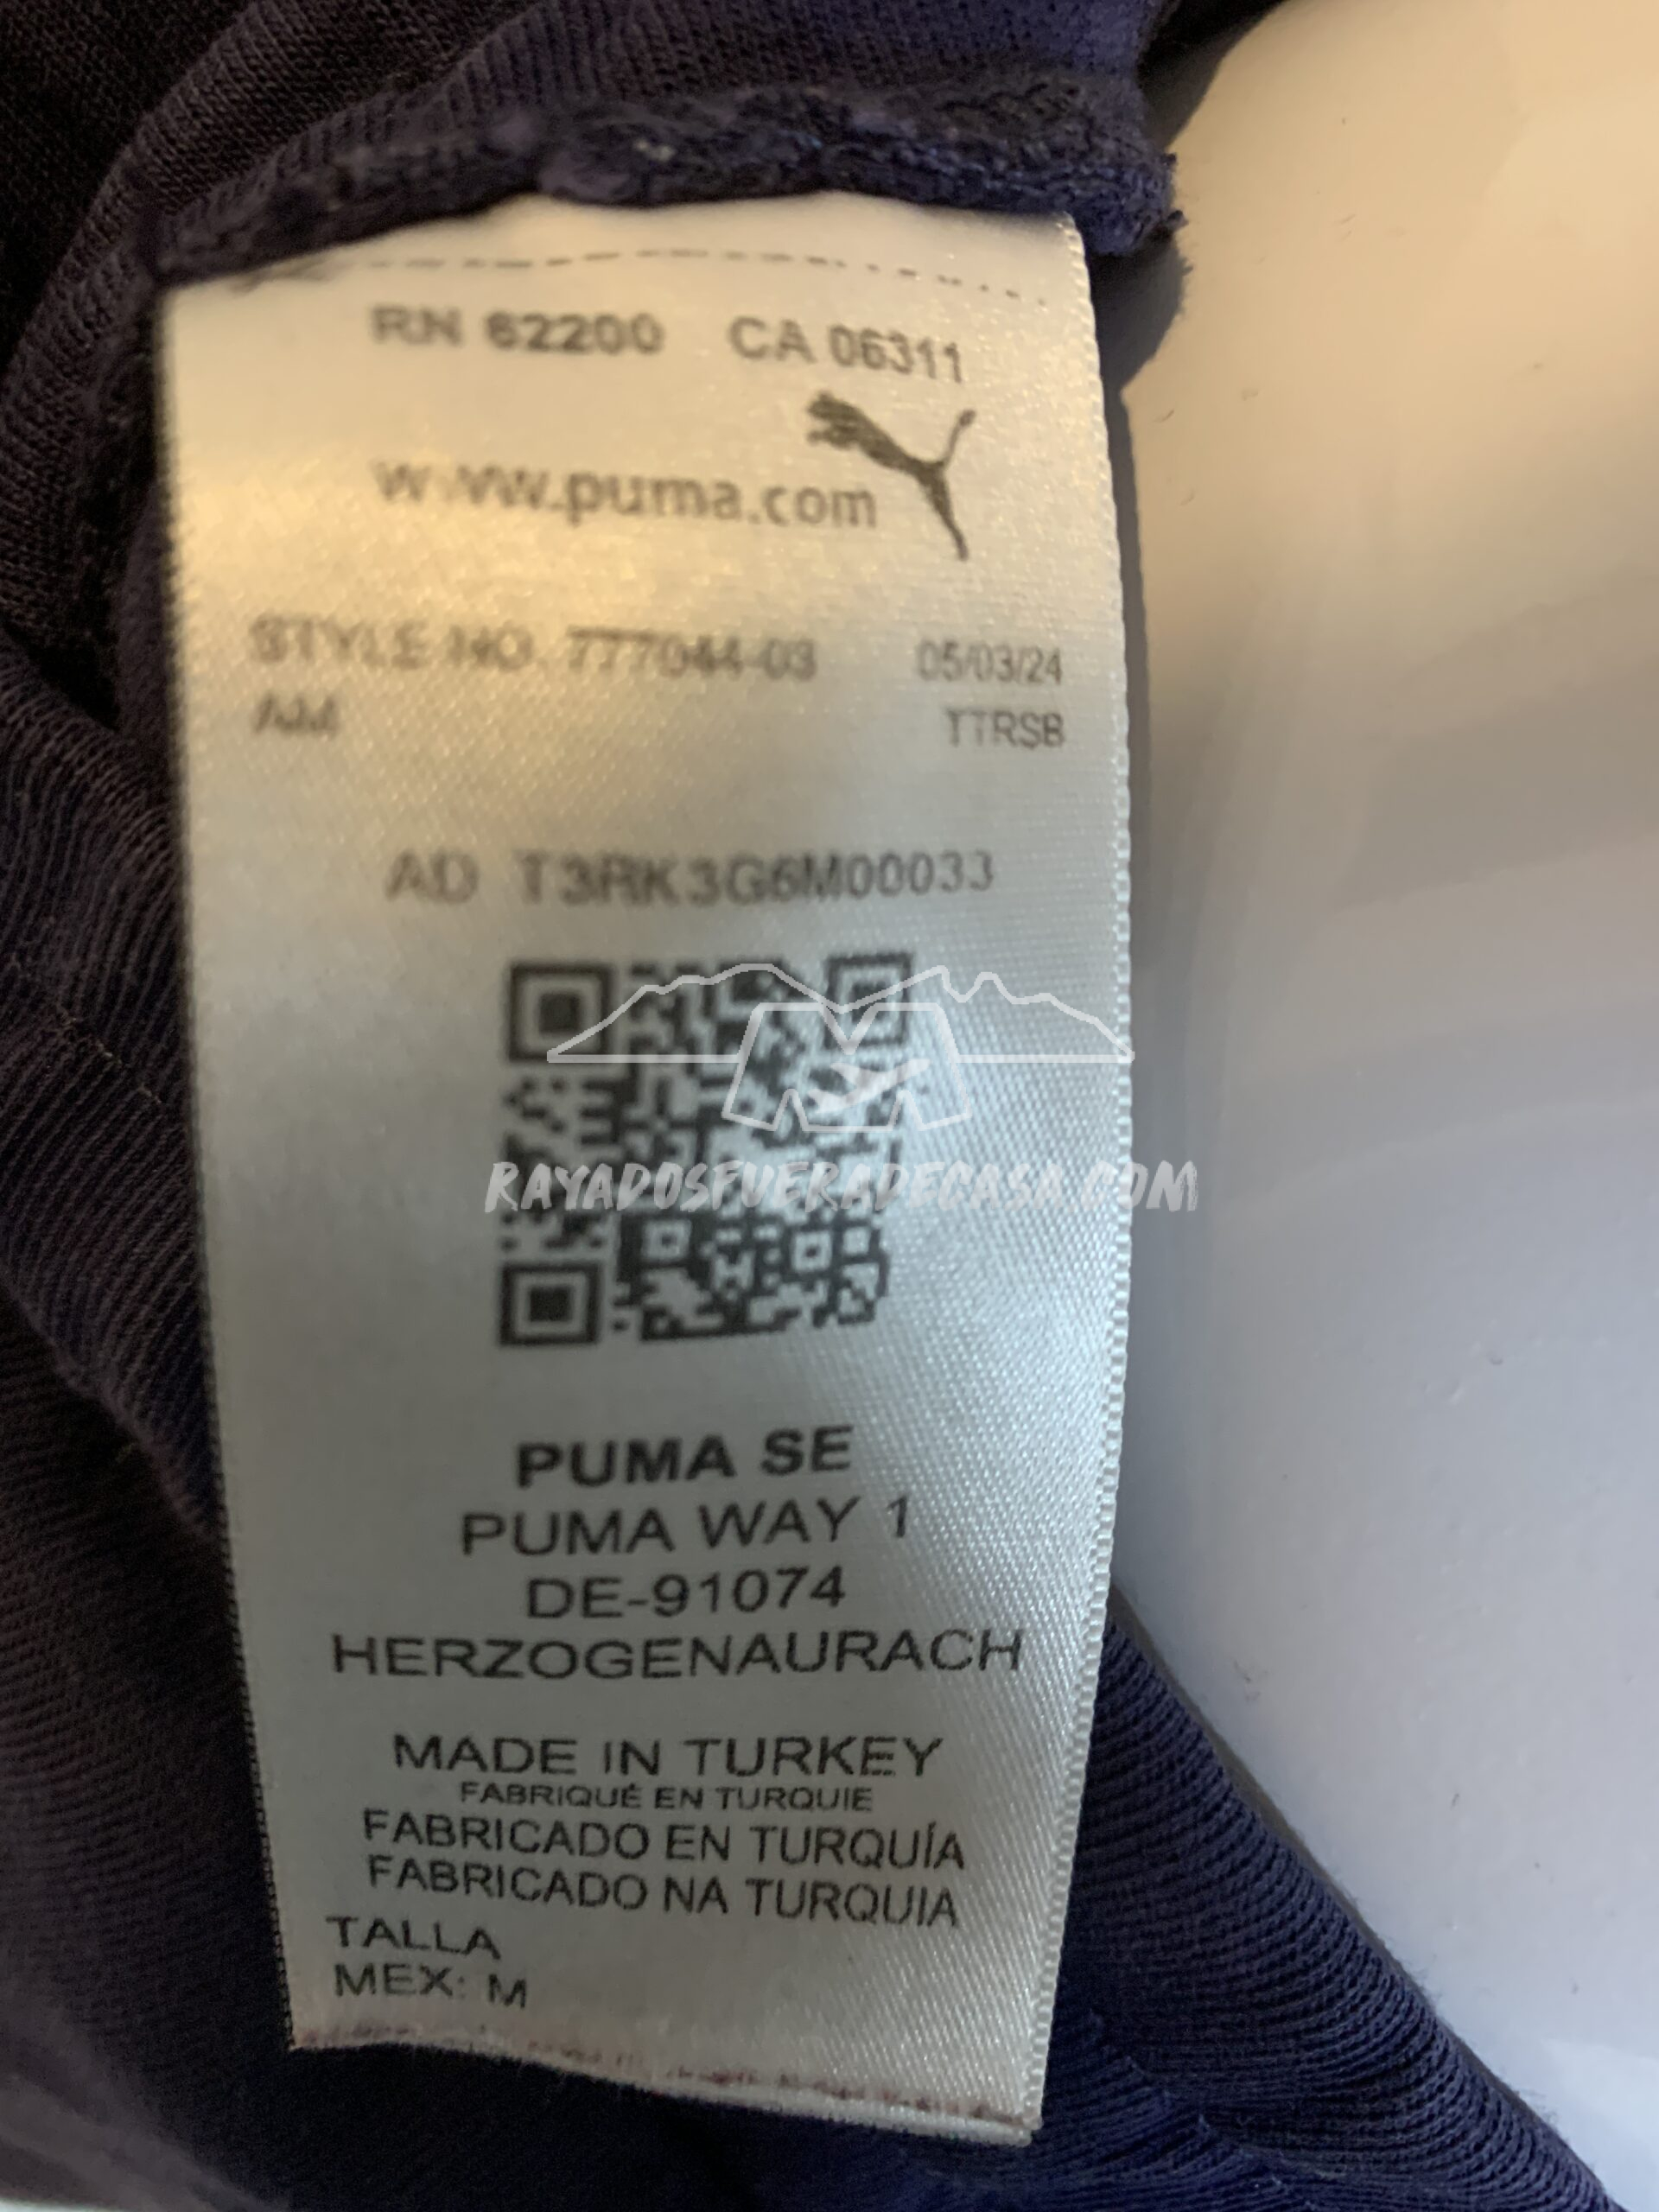 RN 62200 CA 06311
www.puma.com
STYLE NO. 777044-03 05/03/24
AM TTRSB
AD T3RK3G6M00033
RAYADOSFUERADECASA.COM
PUMA SE
PUMA WAY 1
DE-91074
HERZOGENAURACH
MADE IN TURKEY
FABRIQUÉ EN TURQUIE
FABRICADO EN TURQUÍA
FABRICADO NA TURQUIA
TALLA
MEX: M